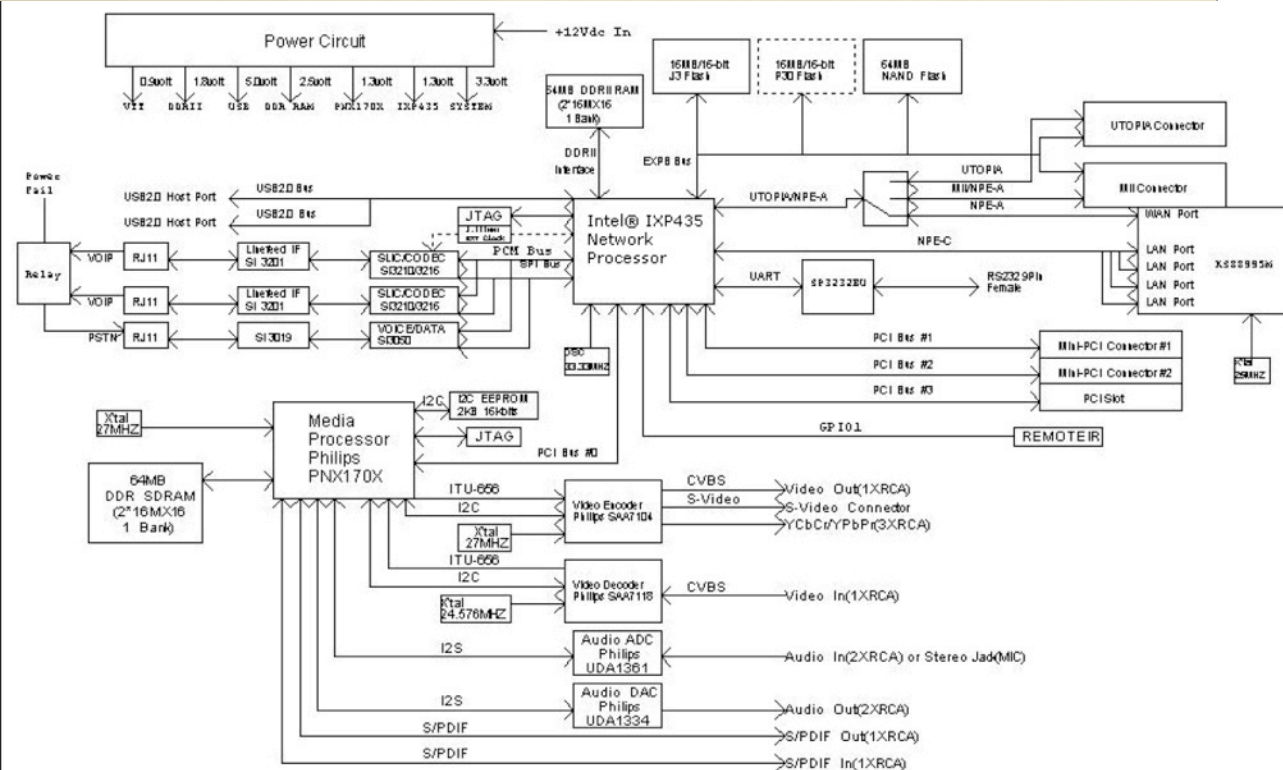 Power Circuit
+12Vdc In
0.9volt
1.8volt
5.0volt
2.5volt
1.3volt
1.3volt
3.3volt
VTT
DDRII
USB
DDR RAM
PNX170X
IXP435
SYSTEM
64MB DDRII RAM
(2*16MX16
1 Bank)
16MB/16-bit
J3 Flash
16MB/16-bit
P30 Flash
64MB
NAND Flash
UTOPIA Connector
DDRII
Interface
EXPB Bus
Power
Fail
USB2.0 Host Port
USB2.0 Bus
USB2.0 Host Port
USB2.0 Bus
JTAG
Intel® IXP435
Network
Processor
UTOPIA/NPE-A
UTOPIA
MII/NPE-A
NPE-A
MII Connector
WAN Port
NPE-C
LAN Port
LAN Port
LAN Port
LAN Port
KS8995M
PCM Bus
SPI Bus
Relay
VOIP
RJ11
Linefeed IF
SI 3201
SLIC/CODEC
SI3210/3216
VOIP
RJ11
Linefeed IF
SI 3201
SLIC/CODEC
SI3210/3216
PSTN
RJ11
SI3019
VOICE/DATA
SI3050
UART
SP3232EU
RS232 9Pin
Female
OSC
33.33MHZ
Xtal
25MHZ
PCI Bus #1
Mini-PCI Connector#1
PCI Bus #2
Mini-PCI Connector#2
PCI Bus #3
PCI Slot
GPIO1
REMOTE IR
Xtal
27MHZ
Media
Processor
Philips
PNX170X
I2C
I2C EEPROM
2KB 16kbits
JTAG
PCI Bus #0
64MB
DDR SDRAM
(2*16MX16
1 Bank)
ITU-656
I2C
Xtal
27MHZ
Video Encoder
Philips SAA7104
CVBS
Video Out(1XRCA)
S-Video
S-Video Connector
YCbCr/YPbPr(3XRCA)
ITU-656
I2C
Xtal
24.576MHZ
Video Decoder
Philips SAA7118
CVBS
Video In(1XRCA)
I2S
Audio ADC
Philips
UDA1361
Audio In(2XRCA) or Stereo Jack(MIC)
I2S
Audio DAC
Philips
UDA1334
Audio Out(2XRCA)
S/PDIF
S/PDIF Out(1XRCA)
S/PDIF
S/PDIF In(1XRCA)